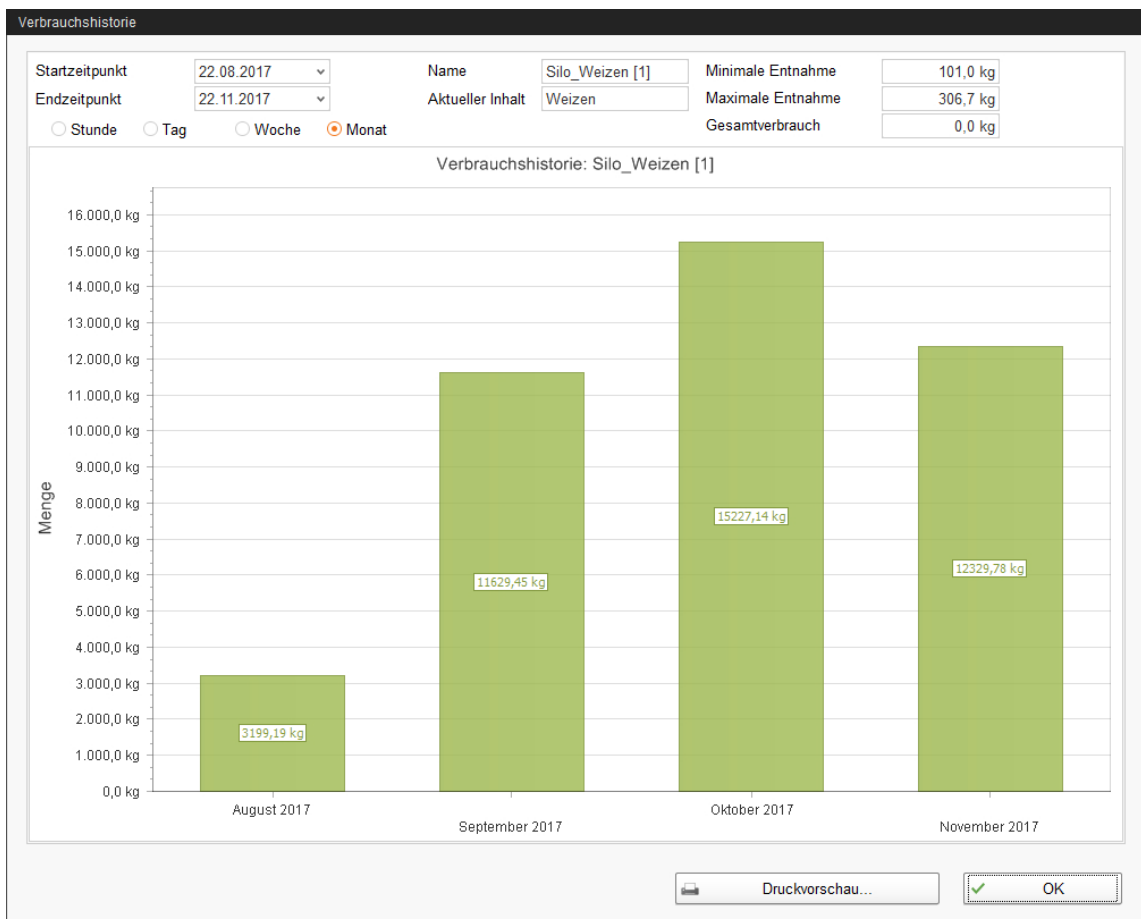 Verbrauchshistorie
Startzeitpunkt 22.08.2017 Name Silo_Weizen [1] Minimale Entnahme 101,0 kg
Endzeitpunkt 22.11.2017 Aktueller Inhalt Weizen Maximale Entnahme 306,7 kg
Stunde Tag Woche Monat Gesamtverbrauch 0,0 kg
Verbrauchshistorie: Silo_Weizen [1]
16.000,0 kg
15.000,0 kg
14.000,0 kg
13.000,0 kg
12.000,0 kg
11.000,0 kg
10.000,0 kg
9.000,0 kg
8.000,0 kg
7.000,0 kg
6.000,0 kg
5.000,0 kg
4.000,0 kg
3.000,0 kg
2.000,0 kg
1.000,0 kg
0,0 kg
Menge
3199,19 kg
11629,45 kg
15227,14 kg
12329,78 kg
August 2017
September 2017
Oktober 2017
November 2017
Druckvorschau... OK